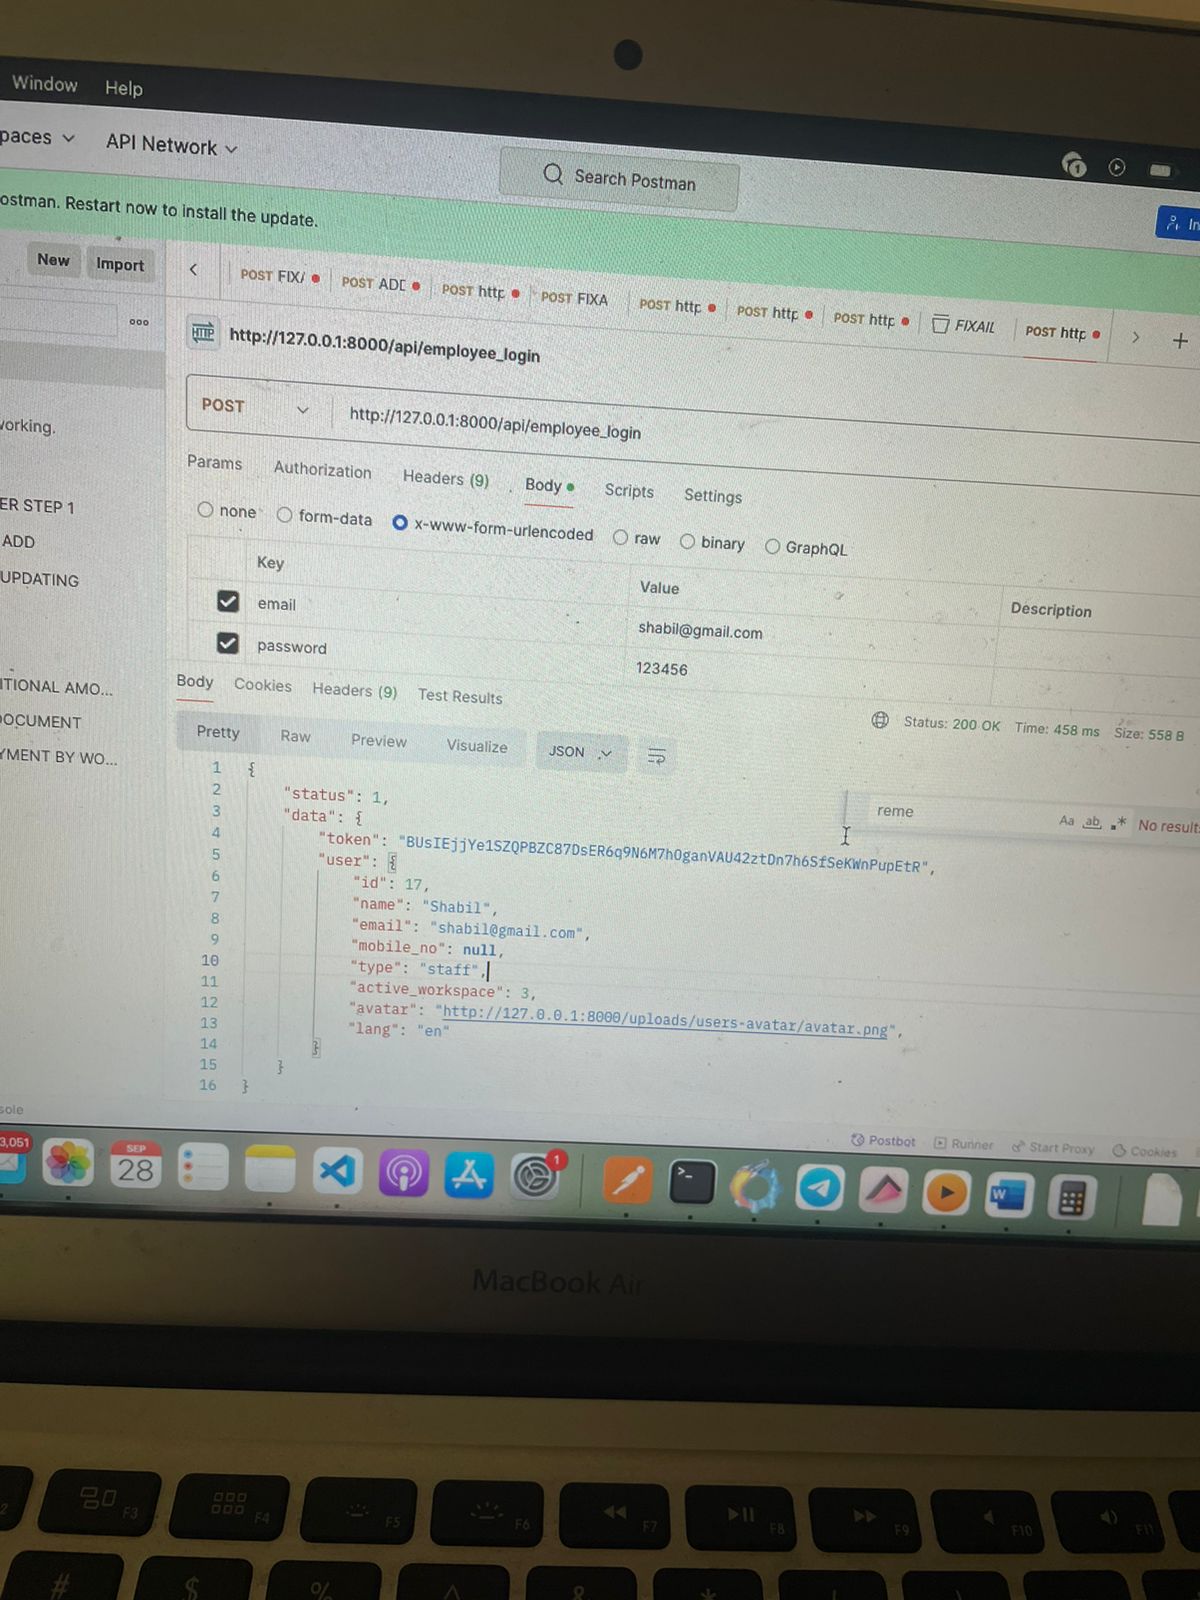 Window Help
paces API Network
Search Postman
ostman. Restart now to install the update.
In
New Import
POST FIX/ POST ADD POST http POST FIXA POST http POST http POST http FIXAIL POST http
HTTP http://127.0.0.1:8000/api/employee_login
POST http://127.0.0.1:8000/api/employee_login
Params Authorization Headers (9) Body Scripts Settings
none form-data x-www-form-urlencoded raw binary GraphQL
Key Value Description
email shabil@gmail.com
password 123456
vorking.
ER STEP 1
ADD
UPDATING
ITIONAL AMO...
OCUMENT
YMENT BY WO...
Body Cookies Headers (9) Test Results
Status: 200 OK Time: 458 ms Size: 558 B
Pretty Raw Preview Visualize JSON
reme Aa ab .* No result
1 {
2 "status": 1,
3 "data": {
4 "token": "BUsIEjjYe1SZQPBZC87DsER6q9N6M7hOganVAU42ztDn7h6SfSeKWnPupEtR",
5 "user": {
6 "id": 17,
7 "name": "Shabil",
8 "email": "shabil@gmail.com",
9 "mobile_no": null,
10 "type": "staff",
11 "active_workspace": 3,
12 "avatar": "http://127.0.0.1:8000/uploads/users-avatar/avatar.png",
13 "lang": "en"
14 }
15 }
16 }
sole
Postbot Runner Start Proxy Cookies
3,051
SEP
28
1
W
MacBook Air
F3 F4 F5 F6 F7 F8 F9 F10 F11
# $ % ^ & *